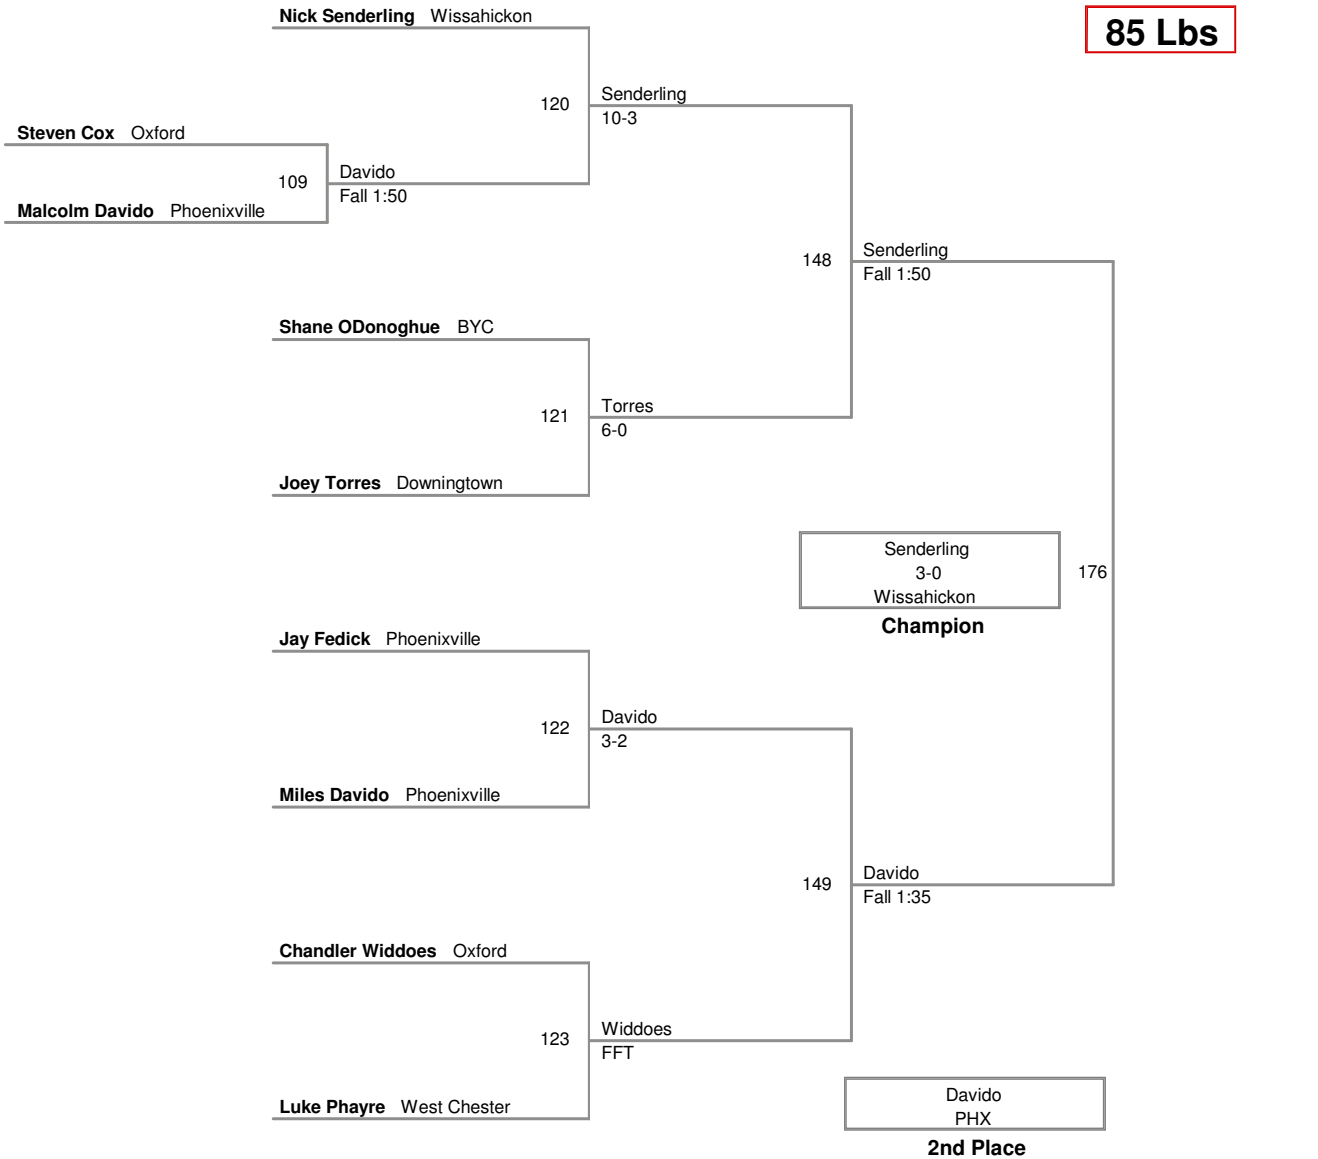 Nick Senderling Wissahickon
85 Lbs
120
Senderling
10-3
Steven Cox Oxford
109
Davido
Fall 1:50
Malcolm Davido Phoenixville
148
Senderling
Fall 1:50
Shane ODonoghue BYC
121
Torres
6-0
Joey Torres Downingtown
Senderling
3-0
Wissahickon
Champion
176
Jay Fedick Phoenixville
122
Davido
3-2
Miles Davido Phoenixville
149
Davido
Fall 1:35
Chandler Widdoes Oxford
123
Widdoes
FFT
Luke Phayre West Chester
Davido
PHX
2nd Place